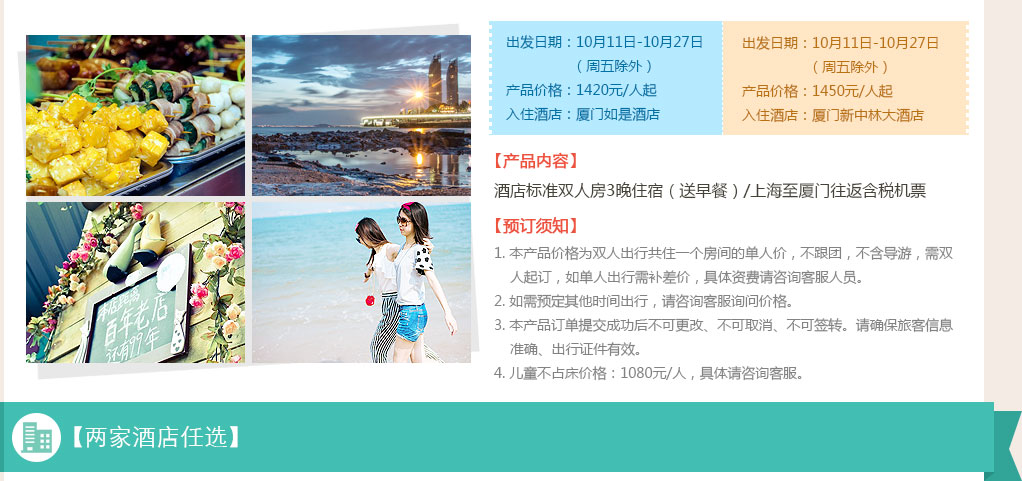 出发日期：10月11日-10月27日
（周五除外）
产品价格：1420元/人起
入住酒店：厦门如是酒店
出发日期：10月11日-10月27日
（周五除外）
产品价格：1450元/人起
入住酒店：厦门新中林大酒店
【产品内容】
酒店标准双人房3晚住宿（送早餐）/上海至厦门往返含税机票
【预订须知】
1. 本产品价格为双人出行共住一个房间的单人价，不跟团，不含导游，需双
人起订，如单人出行需补差价，具体资费请咨询客服人员。
2. 如需预定其他时间出行，请咨询客服询问价格。
3. 本产品订单提交成功后不可更改、不可取消、不可签转。请确保旅客信息
准确、出行证件有效。
4. 儿童不占床价格：1080元/人，具体请咨询客服。
本店距离
百年老店
还有99年
【两家酒店任选】